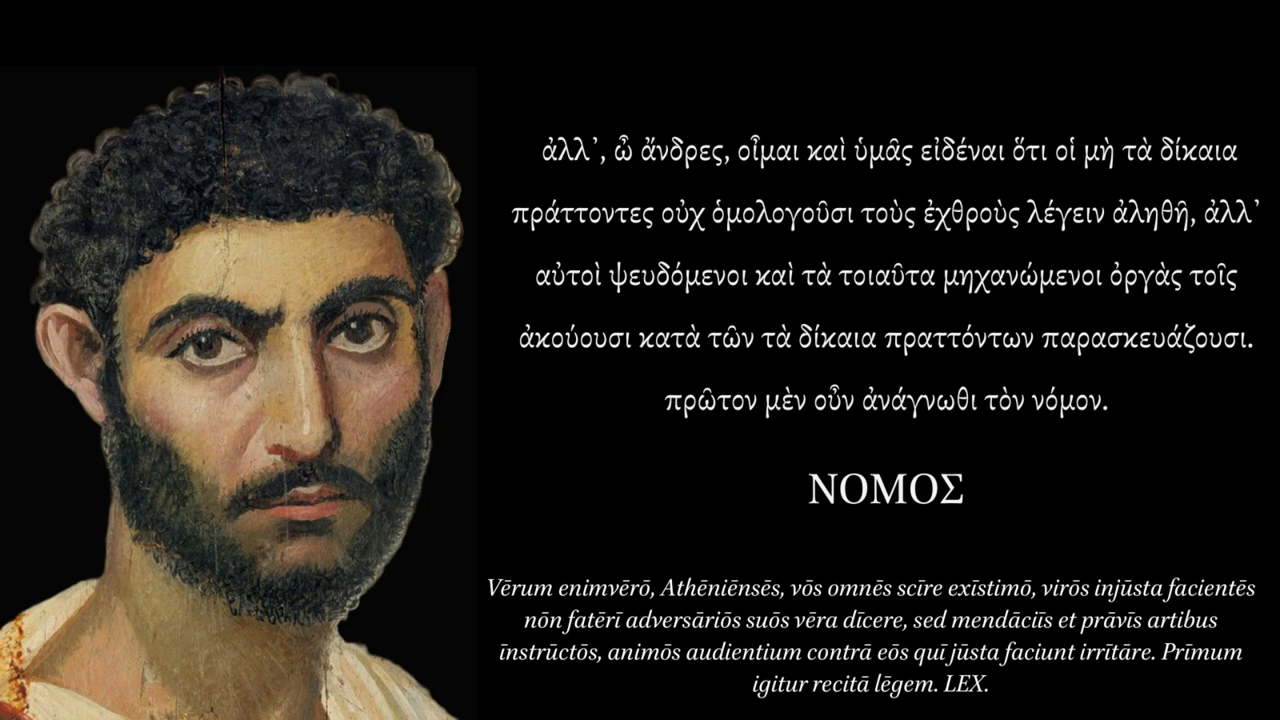 ἀλλ’, ὦ ἄνδρες, οἶμαι καὶ ὑμᾶς εἰδέναι ὅτι οἱ μὴ τὰ δίκαια
πράττοντες οὐχ ὁμολογοῦσι τοὺς ἐχθροὺς λέγειν ἀληθῆ, ἀλλ’
αὐτοὶ ψευδόμενοι καὶ τὰ τοιαῦτα μηχανώμενοι ὀργὰς τοῖς
ἀκούουσι κατὰ τῶν τὰ δίκαια πραττόντων παρασκευάζουσι.
πρῶτον μὲν οὖν ἀνάγνωθι τὸν νόμον.
ΝΟΜΟΣ
Vērum enimvērō, Athēniēnsēs, vōs omnēs scīre exīstimō, virōs injūsta facientēs
nōn fatērī adversāriōs suōs vēra dīcere, sed mendāciīs et prāvīs artibus
īnstrūctōs, animōs audientium contrā eōs quī jūsta faciunt irrītāre. Prīmum
igitur recitā lēgem. LEX.